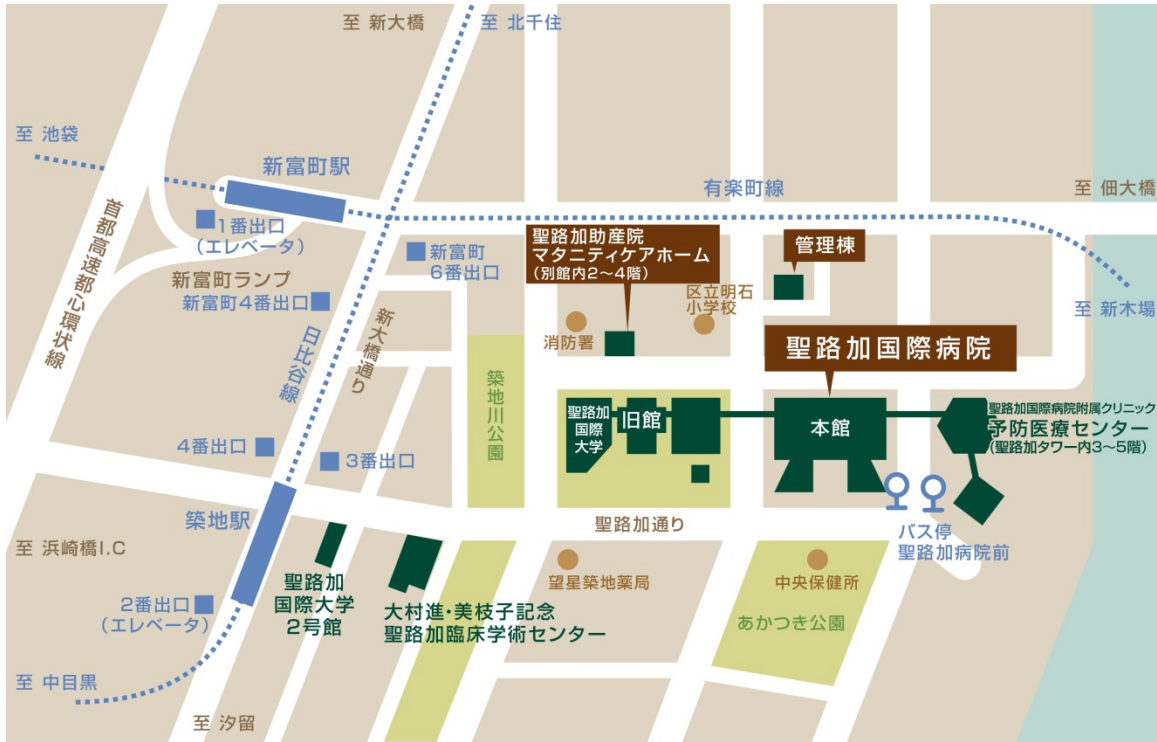 至 新大橋
至 北千住
至 池袋
新富町駅
有楽町線
至 佃大橋
首都高速都心環状線
1番出口
(エレベータ)
新富町
6番出口
聖路加助産院
マタニティケアホーム
(別館内2〜4階)
管理棟
新富町ランプ
新富町4番出口
区立明石
小学校
消防署
至 新木場
日比谷線
新大橋通り
聖路加国際病院
築地川公園
聖路加
国際
大学
旧館
本館
聖路加国際病院附属クリニック
予防医療センター
(聖路加タワー内3〜5階)
4番出口
3番出口
築地駅
聖路加通り
バス停
聖路加病院前
至 浜崎橋I.C
聖路加
国際大学
2号館
大村進・美枝子記念
聖路加臨床学術センター
望星築地薬局
中央保健所
あかつき公園
2番出口
(エレベータ)
至 中目黒
至 汐留